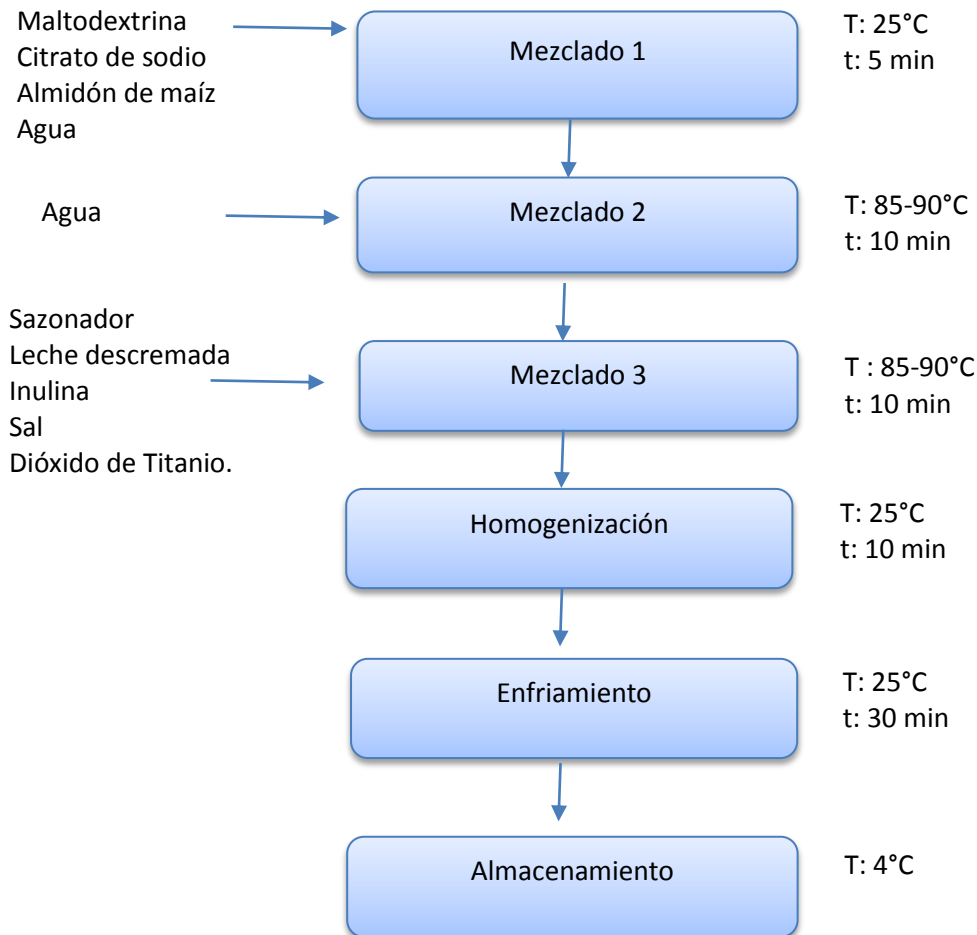 Maltodextrina
Citrato de sodio
Almidón de maíz
Agua
Mezclado 1
T: 25°C
t: 5 min
Agua
Mezclado 2
T: 85-90°C
t: 10 min
Sazonador
Leche descremada
Inulina
Sal
Dióxido de Titanio.
Mezclado 3
T : 85-90°C
t: 10 min
Homogenización
T: 25°C
t: 10 min
Enfriamiento
T: 25°C
t: 30 min
Almacenamiento
T: 4°C